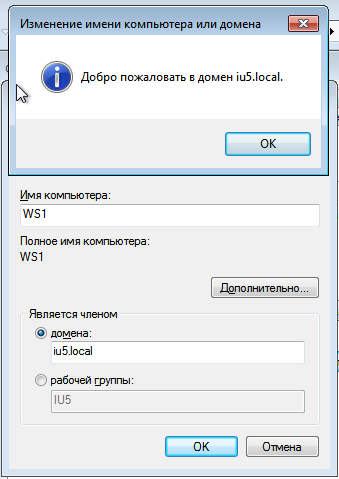 Изменение имени компьютера или домена
Добро пожаловать в домен iu5.local.
OK
Имя компьютера:
WS1
Полное имя компьютера:
WS1
Дополнительно...
Является членом
домена:
iu5.local
рабочей группы:
IU5
OK
Отмена